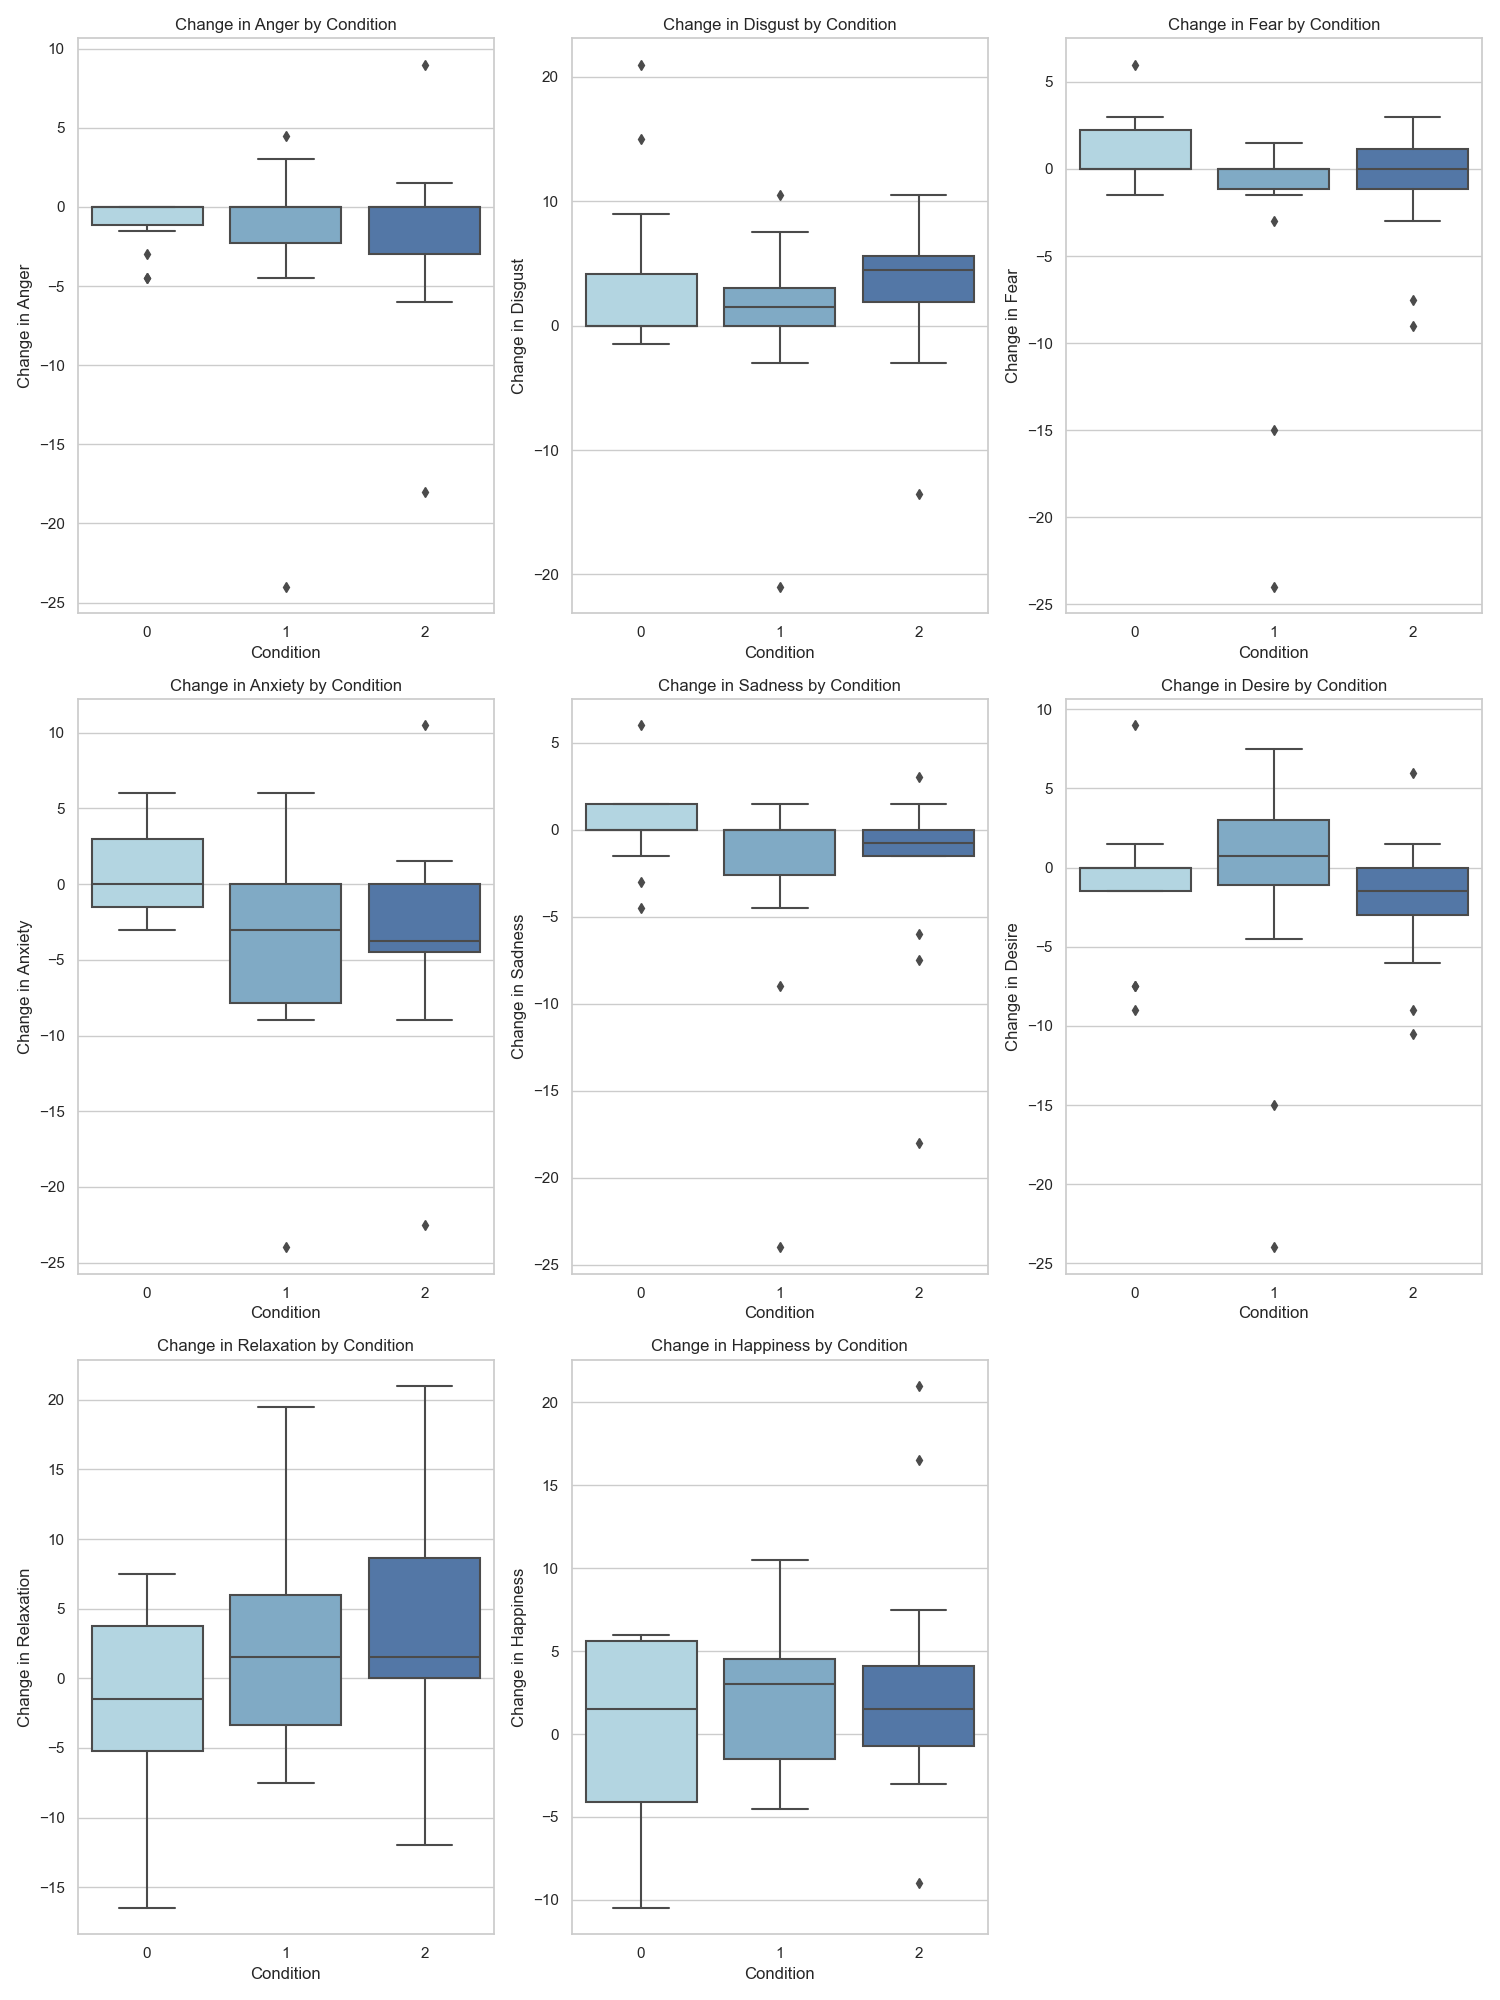 Change in Anger by Condition
Change in Anger
10
5
0
−5
−10
−15
−20
−25
0 1 2
Condition
Change in Disgust by Condition
Change in Disgust
20
10
0
−10
−20
0 1 2
Condition
Change in Fear by Condition
Change in Fear
5
0
−5
−10
−15
−20
−25
0 1 2
Condition
Change in Anxiety by Condition
Change in Anxiety
10
5
0
−5
−10
−15
−20
−25
0 1 2
Condition
Change in Sadness by Condition
Change in Sadness
5
0
−5
−10
−15
−20
−25
0 1 2
Condition
Change in Desire by Condition
Change in Desire
10
5
0
−5
−10
−15
−20
−25
0 1 2
Condition
Change in Relaxation by Condition
Change in Relaxation
20
15
10
5
0
−5
−10
−15
0 1 2
Condition
Change in Happiness by Condition
Change in Happiness
20
15
10
5
0
−5
−10
0 1 2
Condition